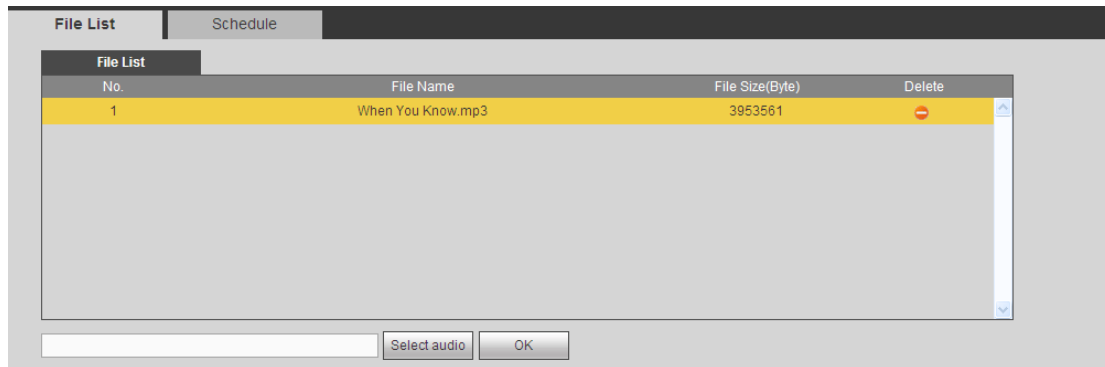 File List Schedule
File List
No. File Name File Size(Byte) Delete
1 When You Know.mp3 3953561
Select audio OK